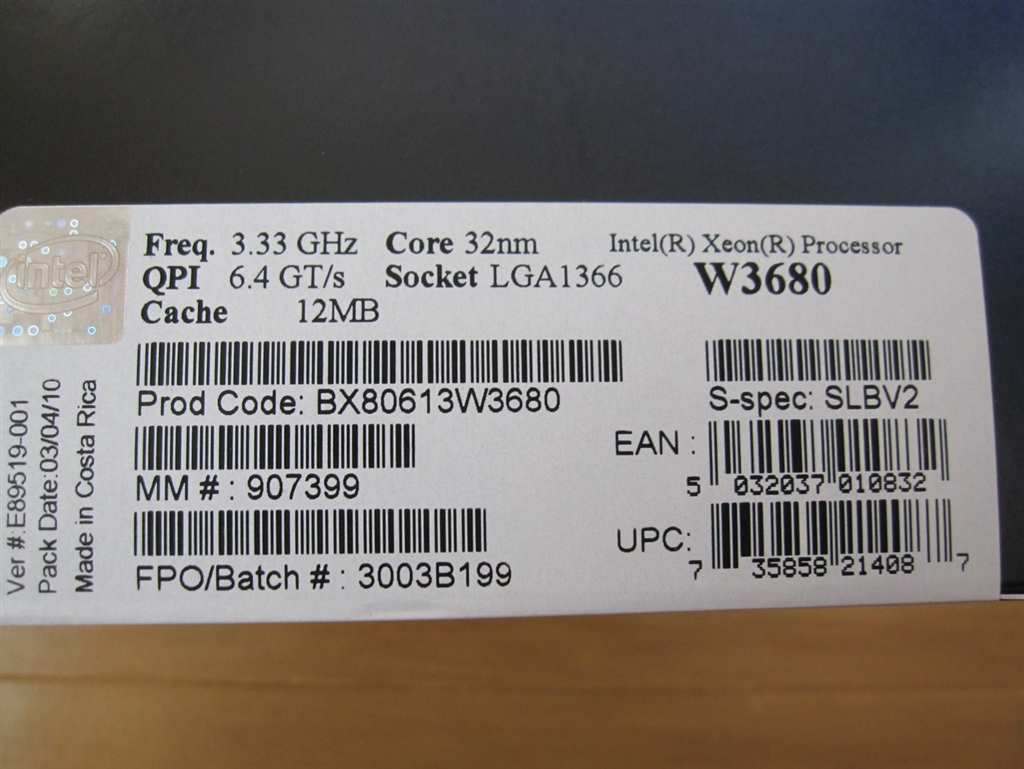 intel
Freq. 3.33 GHz Core 32nm
QPI 6.4 GT/s Socket LGA1366
Cache 12MB
Intel(R) Xeon(R) Processor
W3680
Prod Code: BX80613W3680
S-spec: SLBV2
MM # : 907399
EAN :
5 032037 010832
FPO/Batch # : 3003B199
UPC:
7 35858 21408 7
Ver #:E89519-001
Pack Date:03/04/10
Made in Costa Rica